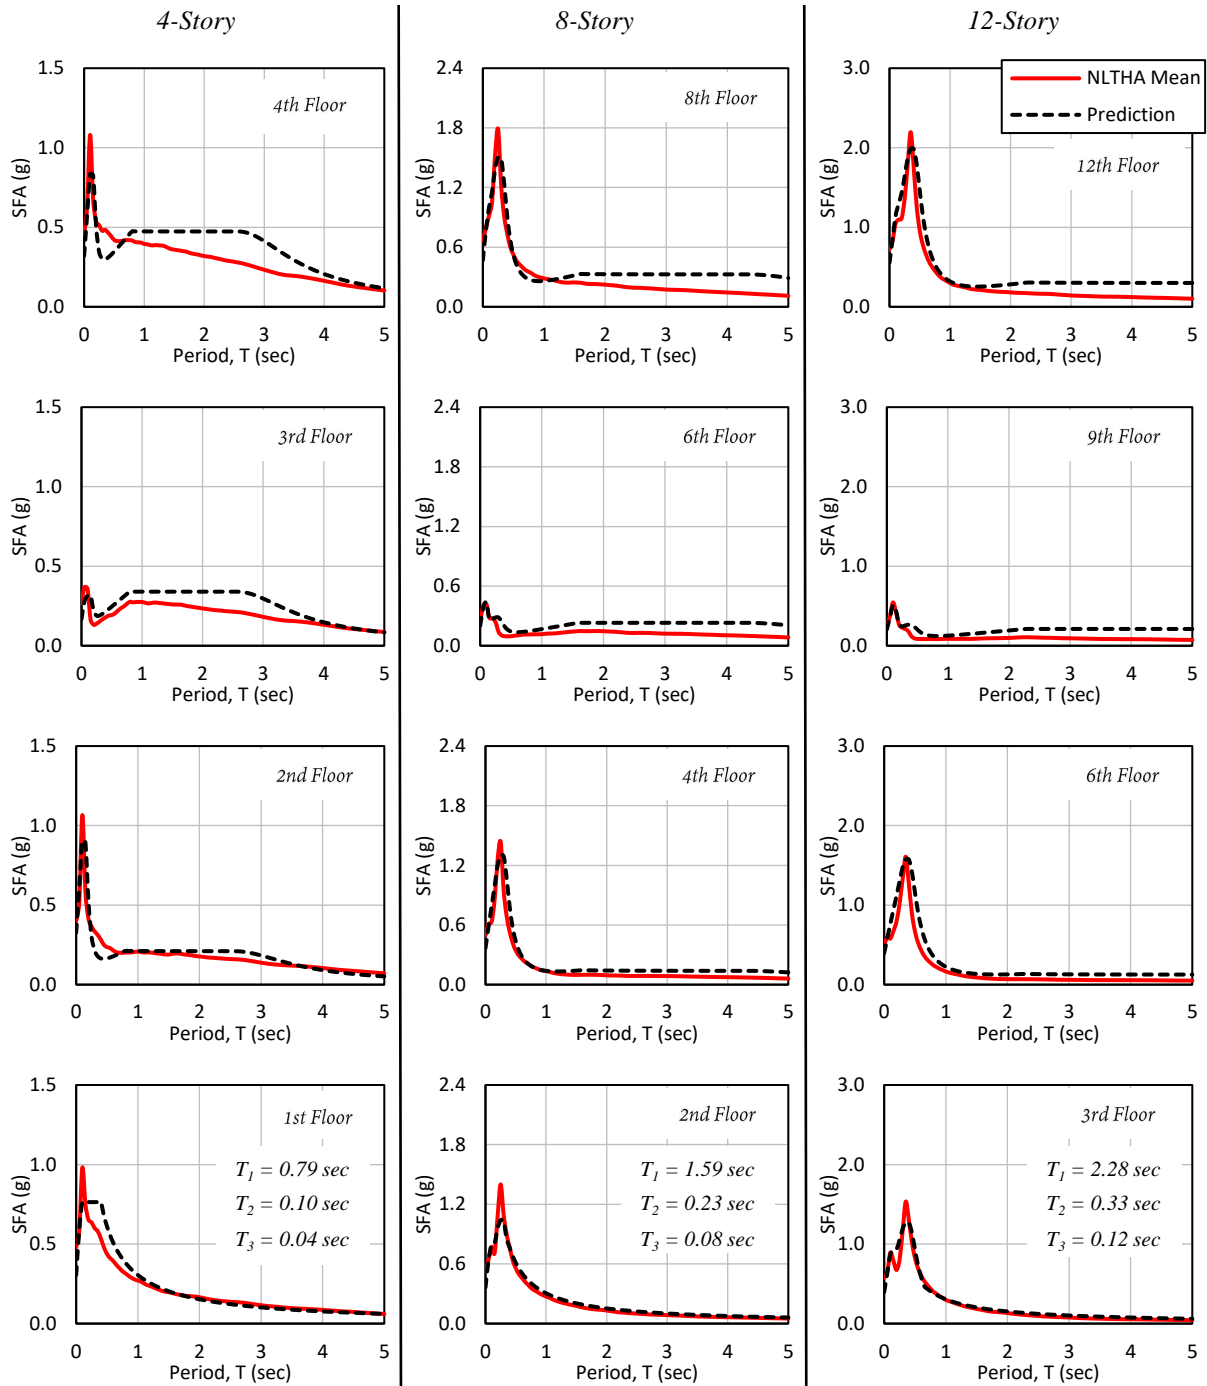 4-Story
8-Story
12-Story
NLTHA Mean
Prediction
SFA (g)
1.5
1.0
0.5
0.0
4th Floor
0 1 2 3 4 5
Period, T (sec)
SFA (g)
2.4
1.8
1.2
0.6
0.0
8th Floor
0 1 2 3 4 5
Period, T (sec)
SFA (g)
3.0
2.0
1.0
0.0
12th Floor
0 1 2 3 4 5
Period, T (sec)
SFA (g)
1.5
1.0
0.5
0.0
3rd Floor
0 1 2 3 4 5
Period, T (sec)
SFA (g)
2.4
1.8
1.2
0.6
0.0
6th Floor
0 1 2 3 4 5
Period, T (sec)
SFA (g)
3.0
2.0
1.0
0.0
9th Floor
0 1 2 3 4 5
Period, T (sec)
SFA (g)
1.5
1.0
0.5
0.0
2nd Floor
0 1 2 3 4 5
Period, T (sec)
SFA (g)
2.4
1.8
1.2
0.6
0.0
4th Floor
0 1 2 3 4 5
Period, T (sec)
SFA (g)
3.0
2.0
1.0
0.0
6th Floor
0 1 2 3 4 5
Period, T (sec)
SFA (g)
1.5
1.0
0.5
0.0
1st Floor
T1 = 0.79 sec
T2 = 0.10 sec
T3 = 0.04 sec
0 1 2 3 4 5
Period, T (sec)
SFA (g)
2.4
1.8
1.2
0.6
0.0
2nd Floor
T1 = 1.59 sec
T2 = 0.23 sec
T3 = 0.08 sec
0 1 2 3 4 5
Period, T (sec)
SFA (g)
3.0
2.0
1.0
0.0
3rd Floor
T1 = 2.28 sec
T2 = 0.33 sec
T3 = 0.12 sec
0 1 2 3 4 5
Period, T (sec)